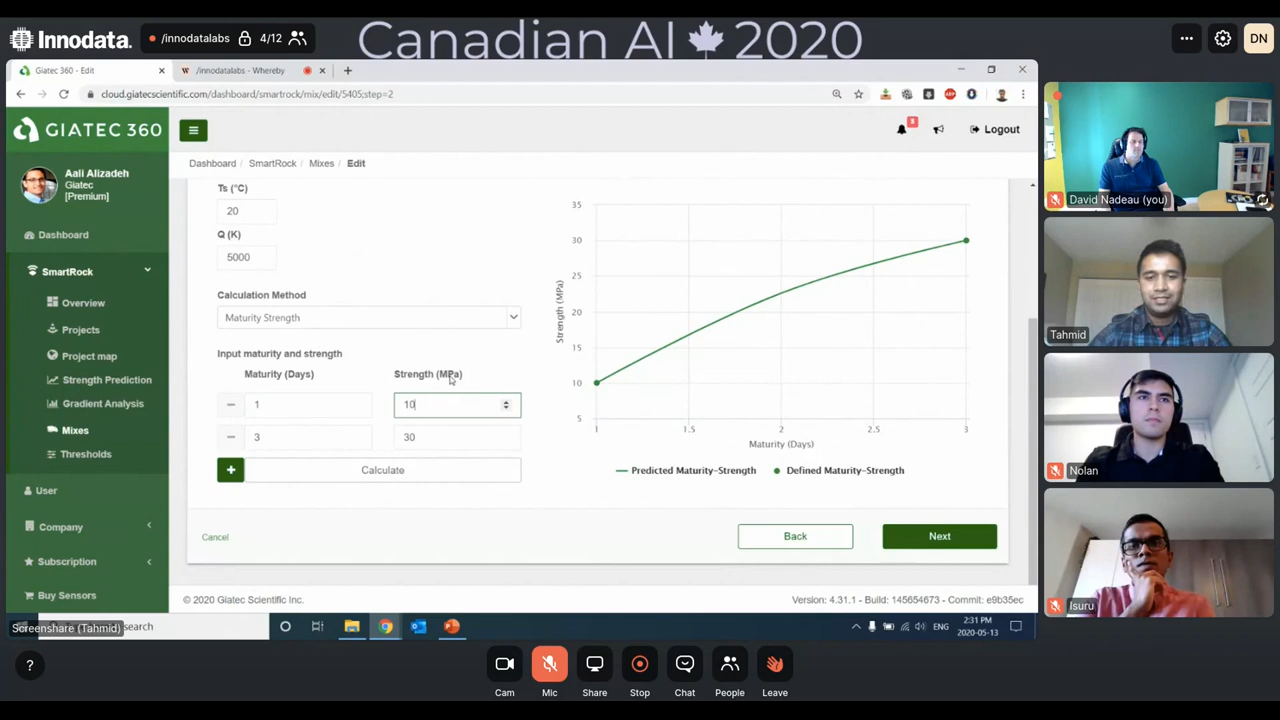 Canadian AI 2020
Innodata.
/innodatalabs 4/12
DN
Giatec 360 - Edit
/innodatalabs - Whereby
cloud.giatecscientific.com/dashboard/smartrock/mix/edit/5405;step=2
ABP
GIATEC 360
Logout
Dashboard / SmartRock / Mixes / Edit
Aali Alizadeh
Giatec
[Premium]
Dashboard
SmartRock
Overview
Projects
Project map
Strength Prediction
Gradient Analysis
Mixes
Thresholds
User
Company
Subscription
Buy Sensors
Ts (°C)
20
Q (K)
5000
Calculation Method
Maturity Strength
Input maturity and strength
Maturity (Days) Strength (MPa)
1 10
3 30
+ Calculate
Strength (MPa)
35
30
25
20
15
10
5
1 1.5 2 2.5 3
Maturity (Days)
Predicted Maturity-Strength Defined Maturity-Strength
Cancel
Back
Next
© 2020 Giatec Scientific Inc.
Version: 4.31.1 - Build: 145654673 - Commit: e9b35ec
Screenshare (Tahmid)
search
ENG
2:31 PM
2020-05-13
David Nadeau (you)
Tahmid
Nolan
Isuru
?
Cam
Mic
Share
Stop
Chat
People
Leave